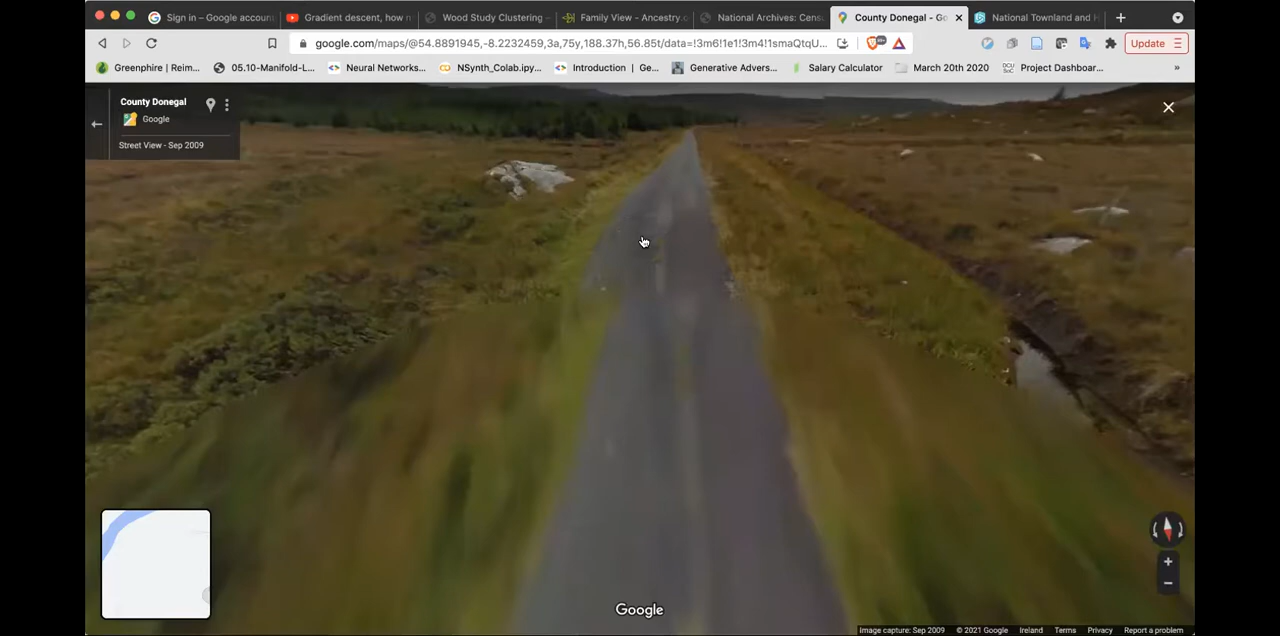 Sign in – Google accoun
Gradient descent, how n
Wood Study Clustering –
Family View - Ancestry.c
National Archives: Cens
County Donegal - Go
National Townland and H
google.com/maps/@54.8891945,-8.2232459,3a,75y,188.37h,56.85t/data=!3m6!1e1!3m4!1smaQtqU...
Update
Greenphire | Reim...
05.10-Manifold-L...
Neural Networks...
NSynth_Colab.ipy...
Introduction | Ge...
Generative Advers...
Salary Calculator
March 20th 2020
Project Dashboar...
»
County Donegal
Google
Street View - Sep 2009
Google
Image capture: Sep 2009 © 2021 Google Ireland Terms Privacy Report a problem